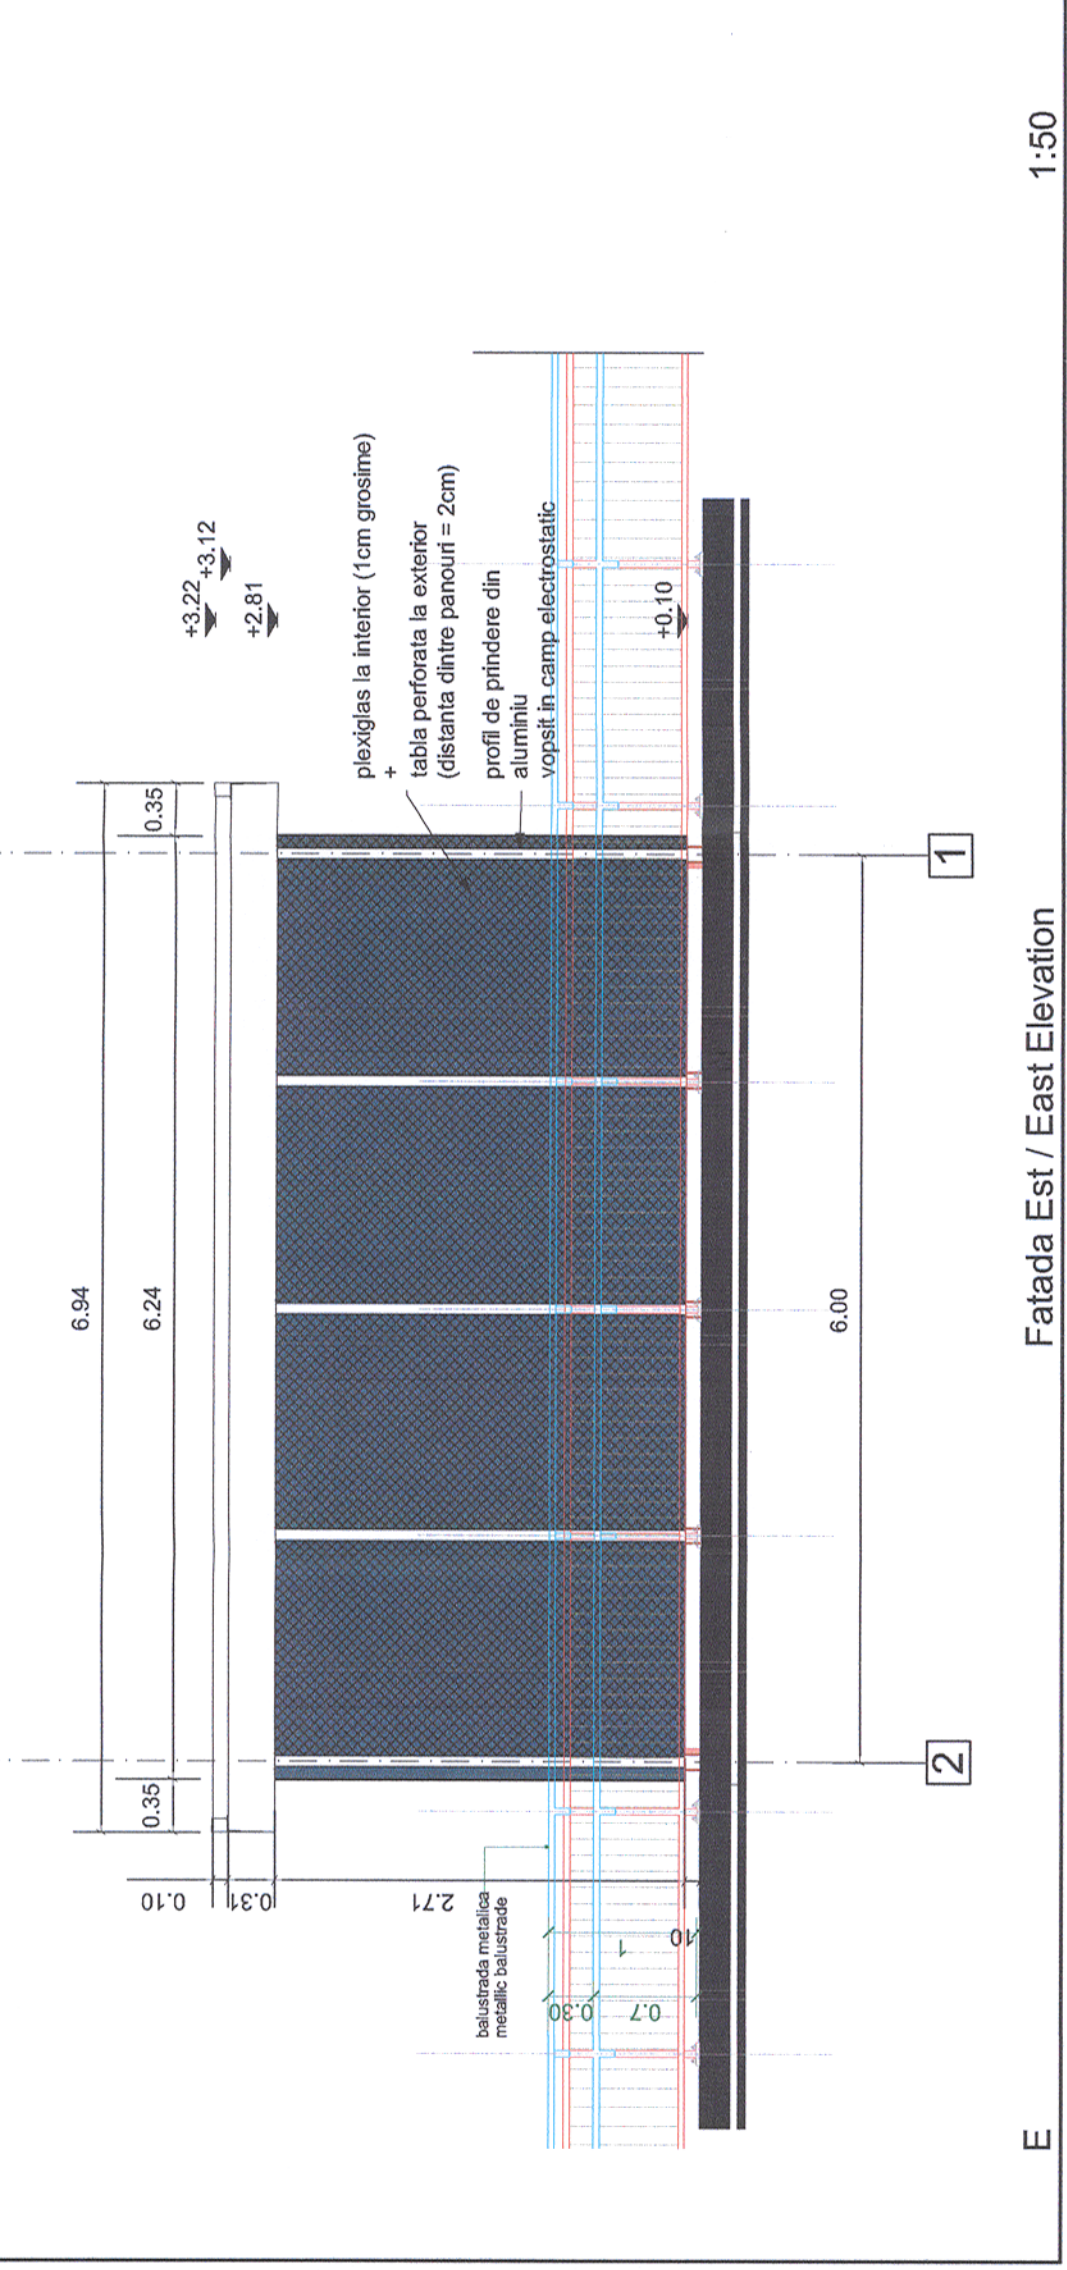 6.94
6.24
0.35
0.35
+3.22
+3.12
+2.81
0.10
0.31
2.71
plexiglas la interior (1cm grosime)
+
tabla perforata la exterior
(distanta dintre panouri = 2cm)
profil de prindere din
aluminiu
vopsit in camp electrostatic
balustrada metalica
metallic balustrade
0.30
0.7
1
10
+0.10
6.00
2
1
E
Fatada Est / East Elevation
1:50